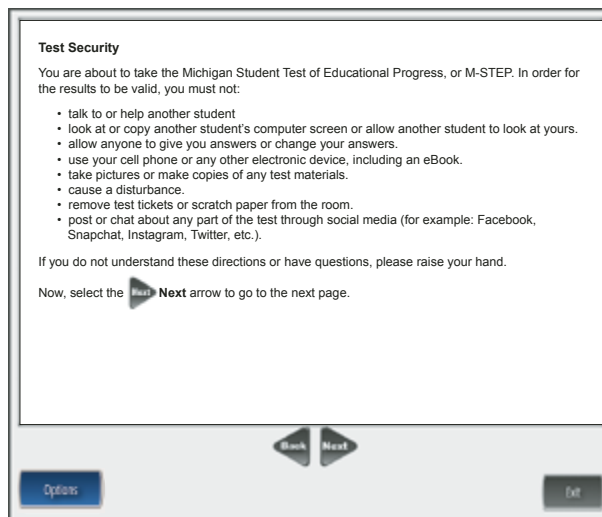 Test Security
You are about to take the Michigan Student Test of Educational Progress, or M-STEP. In order for
the results to be valid, you must not:
• talk to or help another student
• look at or copy another student's computer screen or allow another student to look at yours.
• allow anyone to give you answers or change your answers.
• use your cell phone or any other electronic device, including an eBook.
• take pictures or make copies of any test materials.
• cause a disturbance.
• remove test tickets or scratch paper from the room.
• post or chat about any part of the test through social media (for example: Facebook,
Snapchat, Instagram, Twitter, etc.).
If you do not understand these directions or have questions, please raise your hand.
Now, select the Next Next arrow to go to the next page.
Back Next
Options Exit